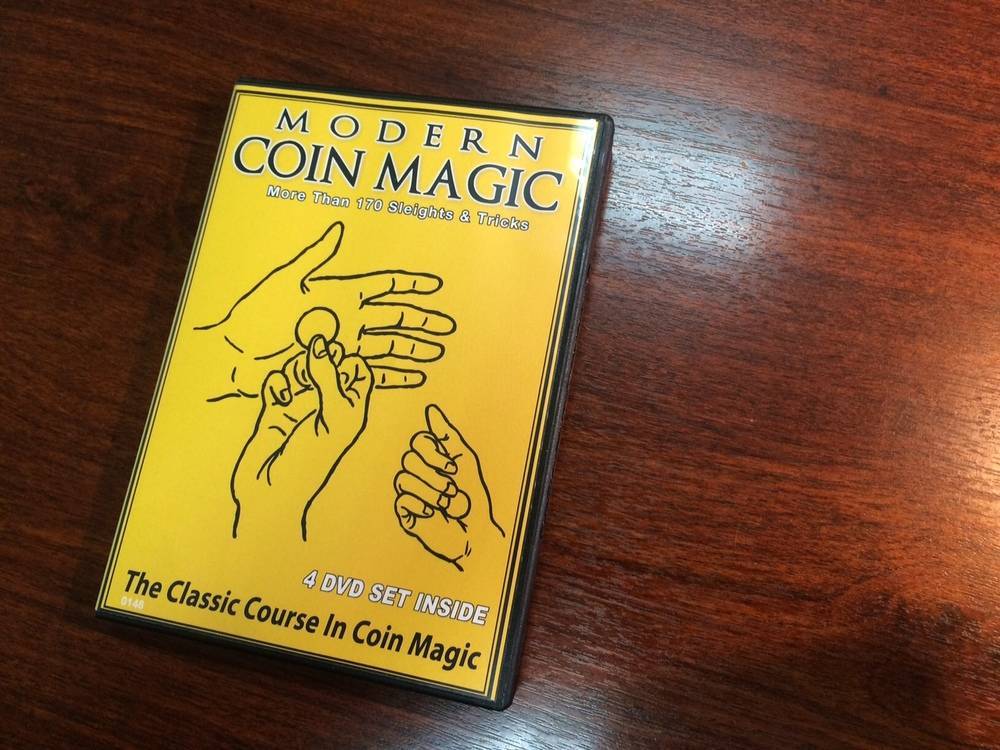 MODERN
COIN MAGIC
More Than 170 Sleights & Tricks
4 DVD SET INSIDE
The Classic Course In Coin Magic
0148